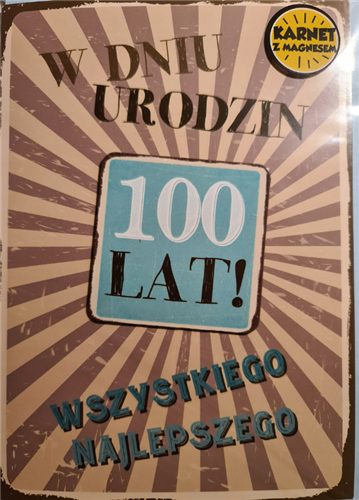 KARNET
Z MAGNESEM
W DNIU
URODZIN
100
LAT!
WSZYSTKIEGO
NAJLEPSZEGO